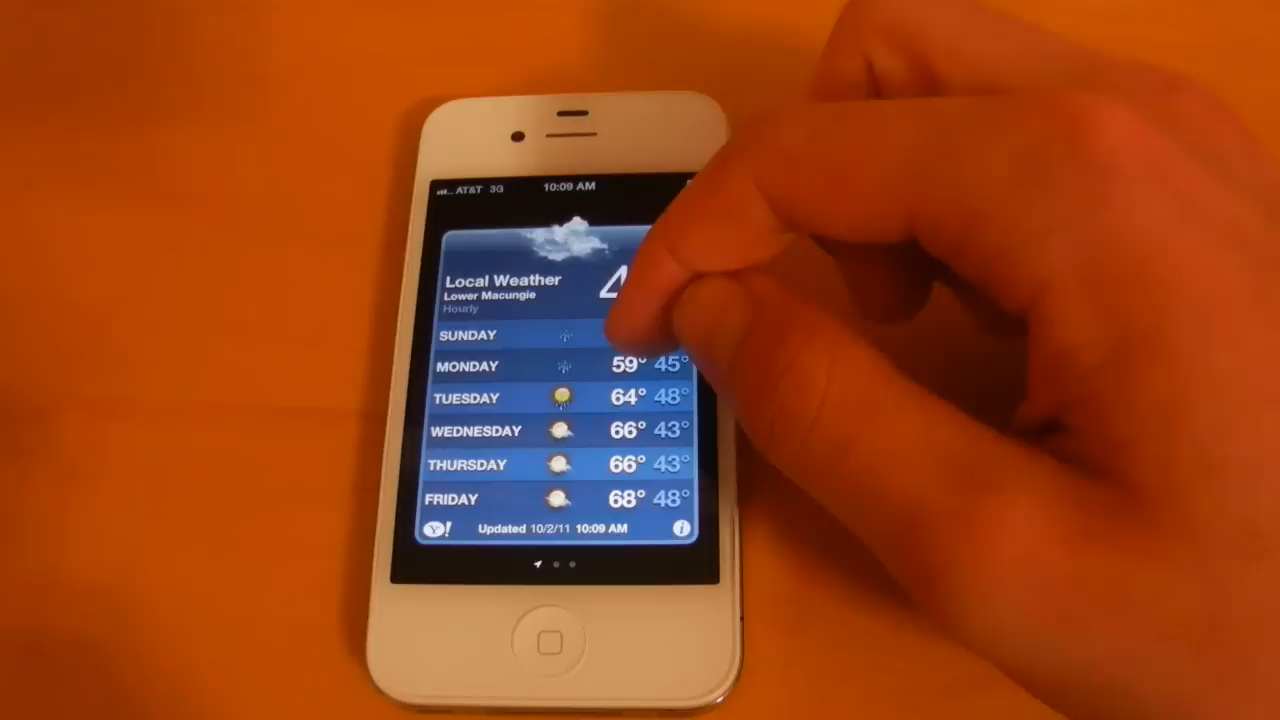 AT&T 3G 10:09 AM
Local Weather
Lower Macungie
Hourly
SUNDAY
MONDAY 59° 45°
TUESDAY 64° 48°
WEDNESDAY 66° 43°
THURSDAY 66° 43°
FRIDAY 68° 48°
Y! Updated 10/2/11 10:09 AM i